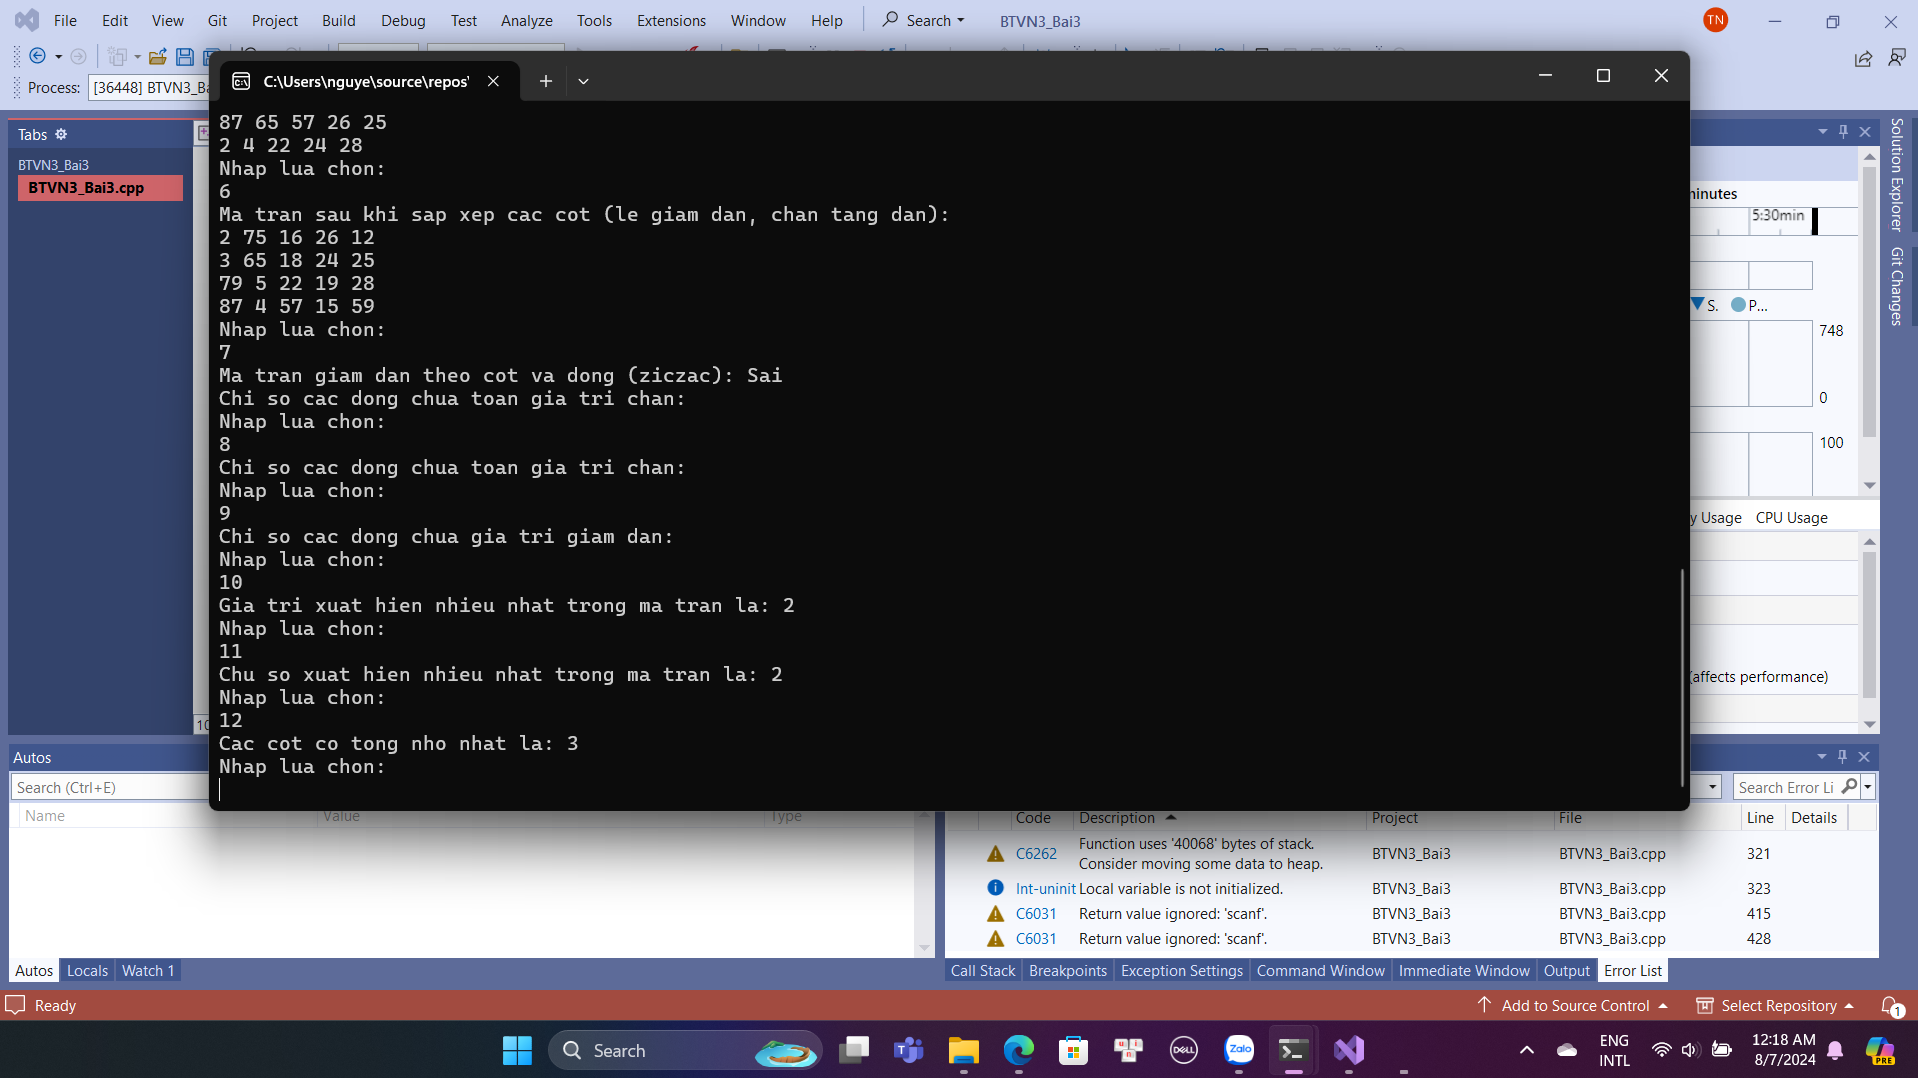 File Edit View Git Project Build Debug Test Analyze Tools Extensions Window Help Search BTVN3_Bai3 TN
Process: [36448] BTVN3_Ba
C:\Users\nguye\source\repos'
Tabs
BTVN3_Bai3
BTVN3_Bai3.cpp
87 65 57 26 25
2 4 22 24 28
Nhap lua chon:
6
Ma tran sau khi sap xep cac cot (le giam dan, chan tang dan):
2 75 16 26 12
3 65 18 24 25
79 5 22 19 28
87 4 57 15 59
Nhap lua chon:
7
Ma tran giam dan theo cot va dong (ziczac): Sai
Chi so cac dong chua toan gia tri chan:
Nhap lua chon:
8
Chi so cac dong chua toan gia tri chan:
Nhap lua chon:
9
Chi so cac dong chua gia tri giam dan:
Nhap lua chon:
10
Gia tri xuat hien nhieu nhat trong ma tran la: 2
Nhap lua chon:
11
Chu so xuat hien nhieu nhat trong ma tran la: 2
Nhap lua chon:
12
Cac cot co tong nho nhat la: 3
Nhap lua chon:
ninutes
5:30min
S. P...
748
0
100
y Usage CPU Usage
(affects performance)
Solution Explorer
Git Changes
10
Autos
Search (Ctrl+E)
Name Value Type
Search Error Li
Code Description Project File Line Details
C6262 Function uses '40068' bytes of stack. Consider moving some data to heap. BTVN3_Bai3 BTVN3_Bai3.cpp 321
Int-uninit Local variable is not initialized. BTVN3_Bai3 BTVN3_Bai3.cpp 323
C6031 Return value ignored: 'scanf'. BTVN3_Bai3 BTVN3_Bai3.cpp 415
C6031 Return value ignored: 'scanf'. BTVN3_Bai3 BTVN3_Bai3.cpp 428
Autos Locals Watch 1
Call Stack Breakpoints Exception Settings Command Window Immediate Window Output Error List
Ready
Add to Source Control Select Repository 1
Search
DELL
Zalo
ENG
INTL
12:18 AM
8/7/2024
PRE